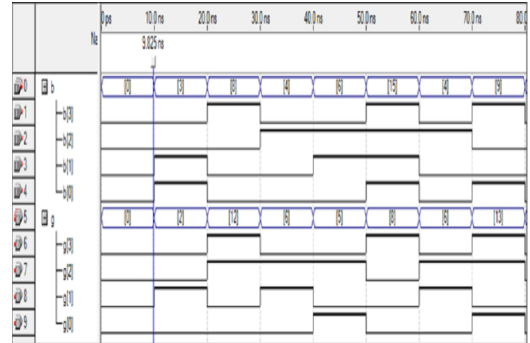 0 ps 10.0 ns 20.0 ns 30.0 ns 40.0 ns 50.0 ns 60.0 ns 70.0 ns 80.0
Na
9.825 ns
0 b [0] [3] [8] [4] [6] [15] [4] [9]
1 b[3]
2 b[2]
3 b[1]
4 b[0]
5 g [0] [2] [12] [6] [5] [8] [6] [13]
6 g[3]
7 g[2]
8 g[1]
9 g[0]